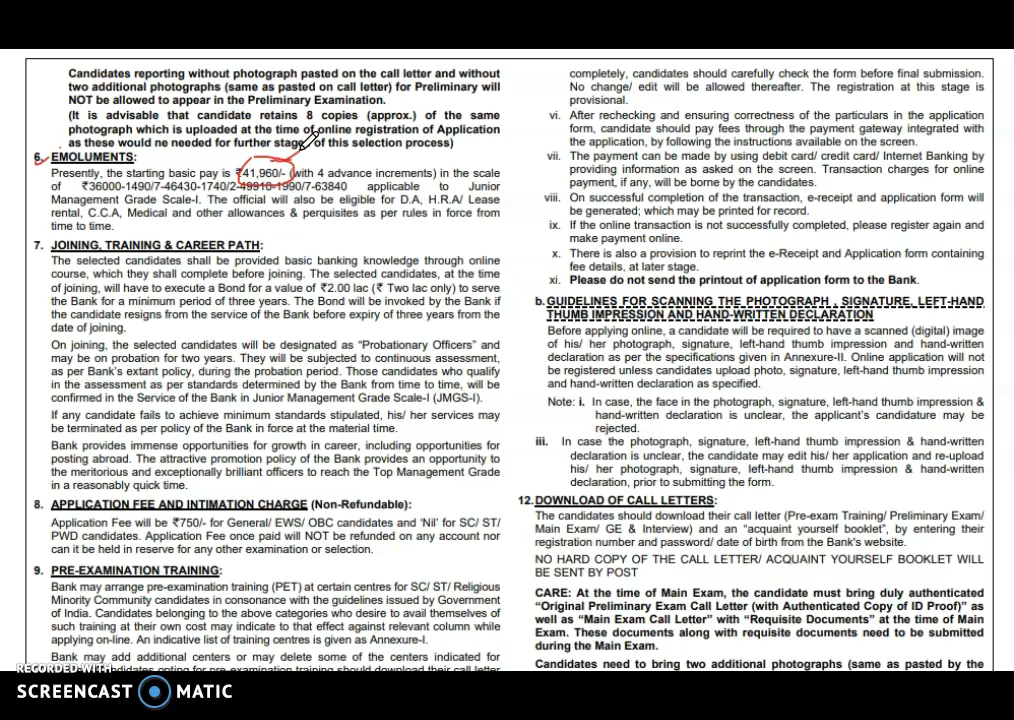 Candidates reporting without photograph pasted on the call letter and without
two additional photographs (same as pasted on call letter) for Preliminary will
NOT be allowed to appear in the Preliminary Examination.
(It is advisable that candidate retains 8 copies (approx.) of the same
photograph which is uploaded at the time of online registration of Application
as these would ne needed for further stage of this selection process)
6. EMOLUMENTS:
Presently, the starting basic pay is ₹41,960/- (with 4 advance increments) in the scale
of ₹36000-1490/7-46430-1740/2-49910-1990/7-63840 applicable to Junior
Management Grade Scale-I. The official will also be eligible for D.A, H.R.A/ Lease
rental, C.C.A, Medical and other allowances & perquisites as per rules in force from
time to time.
7. JOINING, TRAINING & CAREER PATH:
The selected candidates shall be provided basic banking knowledge through online
course, which they shall complete before joining. The selected candidates, at the time
of joining, will have to execute a Bond for a value of ₹2.00 lac (₹ Two lac only) to serve
the Bank for a minimum period of three years. The Bond will be invoked by the Bank if
the candidate resigns from the service of the Bank before expiry of three years from the
date of joining.
On joining, the selected candidates will be designated as "Probationary Officers" and
may be on probation for two years. They will be subjected to continuous assessment,
as per Bank's extant policy, during the probation period. Those candidates who qualify
in the assessment as per standards determined by the Bank from time to time, will be
confirmed in the Service of Bank in Junior Management Grade Scale-I (JMGS-I).
If any candidate fails to achieve minimum standards stipulated, his/ her services may
be terminated as per policy of the Bank in force at the material time.
Bank provides immense opportunities for growth in career, including opportunities for
posting abroad. The attractive promotion policy of the Bank provides an opportunity to
the meritorious and exceptionally brilliant officers to reach the Top Management Grade
in a reasonably quick time.
8. APPLICATION FEE AND INTIMATION CHARGE (Non-Refundable):
Application Fee will be ₹750/- for General/ EWS/ OBC candidates and 'Nil' for SC/ ST/
PWD candidates. Application Fee once paid will NOT be refunded on any account nor
can it be held in reserve for any other examination or selection.
9. PRE-EXAMINATION TRAINING:
Bank may arrange pre-examination training (PET) at certain centres for SC/ ST/ Religious
Minority Community candidates in consonance with the guidelines issued by Government
of India. Candidates belonging to the above categories who desire to avail themselves of
such training at their own cost may indicate to that effect against relevant column while
applying on-line. An indicative list of training centres is given as Annexure-I.
Bank may add additional centers or may delete some of the centers indicated for
completely, candidates should carefully check the form before final submission.
No change/ edit will be allowed thereafter. The registration at this stage is
provisional.
vi. After rechecking and ensuring correctness of the particulars in the application
form, candidate should pay fees through the payment gateway integrated with
the application, by following the instructions available on the screen.
vii. The payment can be made by using debit card/ credit card/ Internet Banking by
providing information as asked on the screen. Transaction charges for online
payment, if any, will be borne by the candidates.
viii. On successful completion of the transaction, e-receipt and application form will
be generated; which may be printed for record.
ix. If the online transaction is not successfully completed, please register again and
make payment online.
x. There is also a provision to reprint the e-Receipt and Application form containing
fee details, at later stage.
xi. Please do not send the printout of application form to the Bank.
b. GUIDELINES FOR SCANNING THE PHOTOGRAPH , SIGNATURE, LEFT-HAND
THUMB IMPRESSION AND HAND-WRITTEN DECLARATION
Before applying online, a candidate will be required to have a scanned (digital) image
of his/ her photograph, signature, left-hand thumb impression and hand-written
declaration as per the specifications given in Annexure-II. Online application will not
be registered unless candidates upload photo, signature, left-hand thumb impression
and hand-written declaration as specified.
Note: i. In case, the face in the photograph, signature, left-hand thumb impression &
hand-written declaration is unclear, the applicant's candidature may be
rejected.
iii. In case the photograph, signature, left-hand thumb impression & hand-written
declaration is unclear, the candidate may edit his/ her application and re-upload
his/ her photograph, signature, left-hand thumb impression & hand-written
declaration, prior to submitting the form.
12. DOWNLOAD OF CALL LETTERS:
The candidates should download their call letter (Pre-exam Training/ Preliminary Exam/
Main Exam/ GE & Interview) and an "acquaint yourself booklet", by entering their
registration number and password/ date of birth from the Bank's website.
NO HARD COPY OF THE CALL LETTER/ ACQUAINT YOURSELF BOOKLET WILL
BE SENT BY POST
CARE: At the time of Main Exam, the candidate must bring duly authenticated
"Original Preliminary Exam Call Letter (with Authenticated Copy of ID Proof)" as
well as "Main Exam Call Letter" with "Requisite Documents" at the time of Main
Exam. These documents along with requisite documents need to be submitted
during the Main Exam.
Candidates need to bring two additional photographs (same as pasted by the
RECORDED WITH
SCREENCAST MATIC